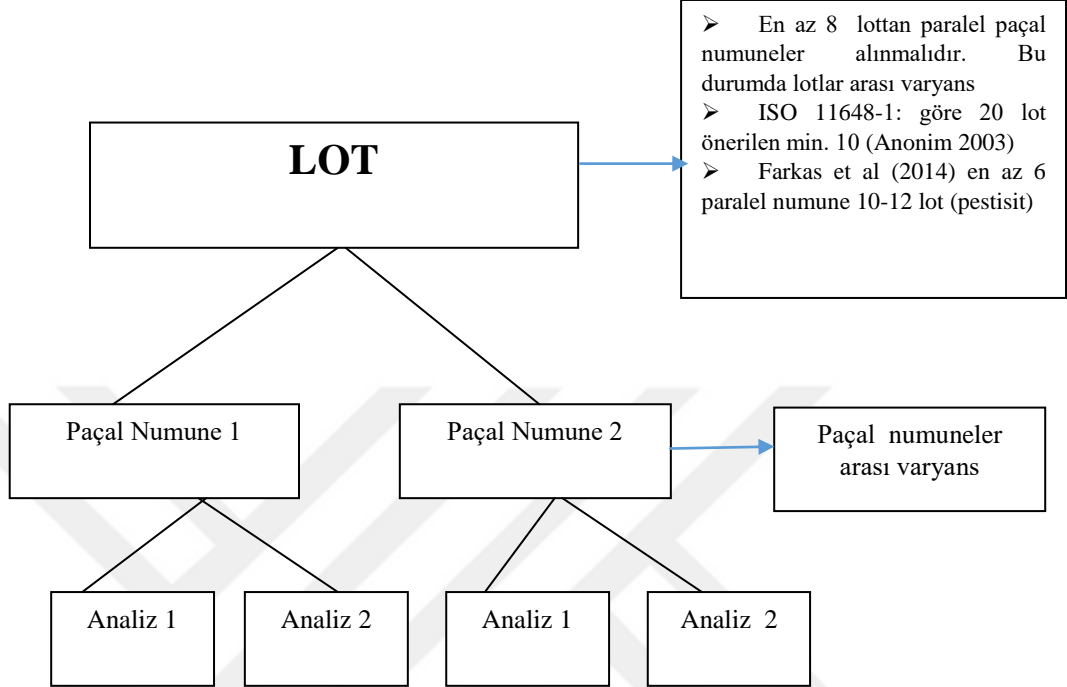 ➢ En az 8 lottan paralel paçal
numuneler alınmalıdır. Bu
durumda lotlar arası varyans
➢ ISO 11648-1: göre 20 lot
önerilen min. 10 (Anonim 2003)
➢ Farkas et al (2014) en az 6
paralel numune 10-12 lot (pestisit)
LOT
Paçal Numune 1
Paçal Numune 2
Paçal numuneler
arası varyans
Analiz 1
Analiz 2
Analiz 1
Analiz 2